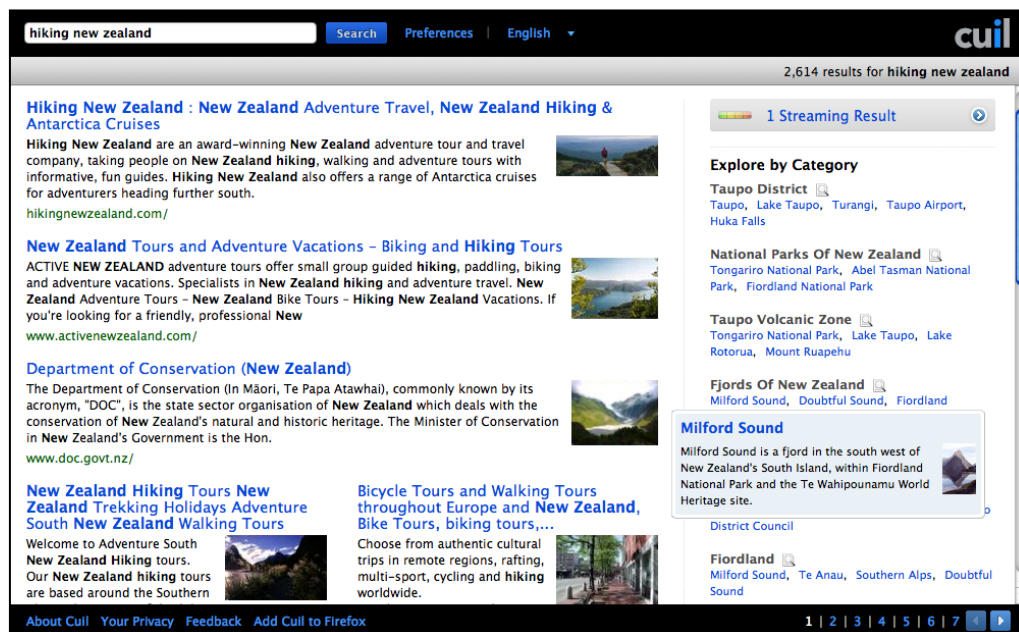 hiking new zealand
Search
Preferences | English
cuil
2,614 results for hiking new zealand
Hiking New Zealand : New Zealand Adventure Travel, New Zealand Hiking &
Antarctica Cruises
Hiking New Zealand are an award-winning New Zealand adventure tour and travel
company, taking people on New Zealand hiking, walking and adventure tours with
informative, fun guides. Hiking New Zealand also offers a range of Antarctica cruises
for adventurers heading further south.
hikingnewzealand.com/
New Zealand Tours and Adventure Vacations - Biking and Hiking Tours
ACTIVE NEW ZEALAND adventure tours offer small group guided hiking, paddling, biking
and adventure vacations. Specialists in New Zealand hiking and adventure travel. New
Zealand Adventure Tours - New Zealand Bike Tours - Hiking New Zealand Vacations. If
you're looking for a friendly, professional New
www.activenewzealand.com/
Department of Conservation (New Zealand)
The Department of Conservation (In Māori, Te Papa Atawhai), commonly known by its
acronym, "DOC", is the state sector organisation of New Zealand which deals with the
conservation of New Zealand's natural and historic heritage. The Minister of Conservation
in New Zealand's Government is the Hon.
www.doc.govt.nz/
New Zealand Hiking Tours New
Zealand Trekking Holidays Adventure
South New Zealand Walking Tours
Welcome to Adventure South
New Zealand Hiking tours.
Our New Zealand hiking tours
are based around the Southern
Bicycle Tours and Walking Tours
throughout Europe and New Zealand,
Bike Tours, biking tours,...
Choose from authentic cultural
trips in remote regions, rafting,
multi-sport, cycling and hiking
worldwide.
1 Streaming Result
Explore by Category
Taupo District
Taupo, Lake Taupo, Turangi, Taupo Airport,
Huka Falls
National Parks Of New Zealand
Tongariro National Park, Abel Tasman National
Park, Fiordland National Park
Taupo Volcanic Zone
Tongariro National Park, Lake Taupo, Lake
Rotorua, Mount Ruapehu
Fjords Of New Zealand
Milford Sound, Doubtful Sound, Fiordland
Milford Sound
Milford Sound is a fjord in the south west of
New Zealand's South Island, within Fiordland
National Park and the Te Wahipounamu World
Heritage site.
District Council
Fiordland
Milford Sound, Te Anau, Southern Alps, Doubtful
Sound
About Cuil Your Privacy Feedback Add Cuil to Firefox
1 | 2 | 3 | 4 | 5 | 6 | 7